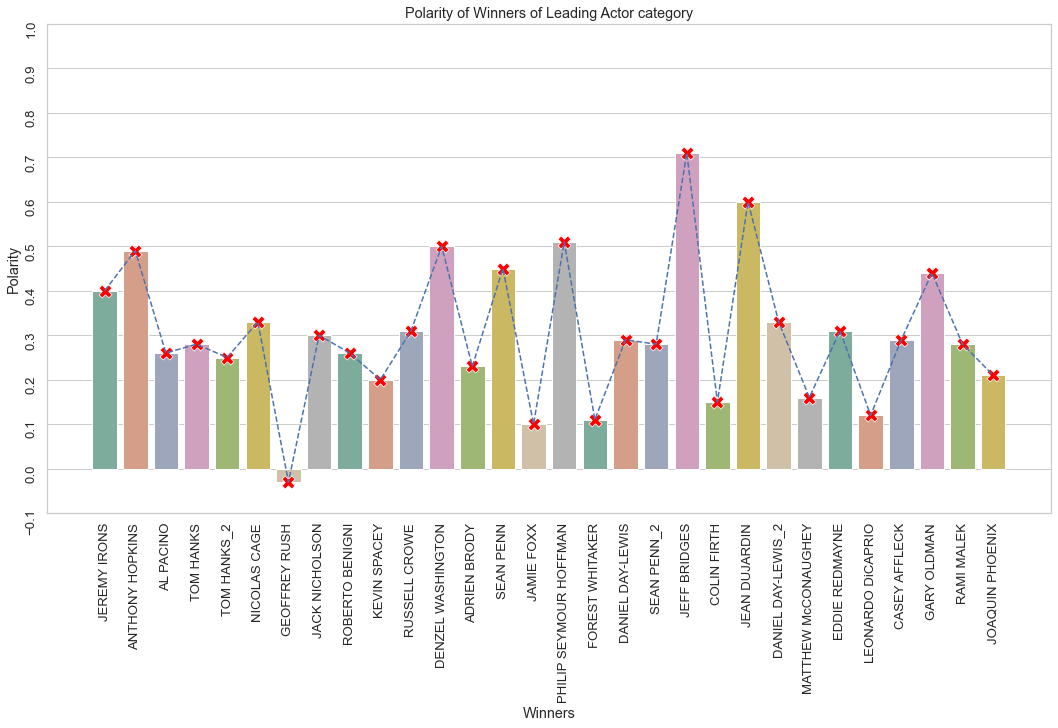 Polarity of Winners of Leading Actor category
Polarity
1.0
0.9
0.8
0.7
0.6
0.5
0.4
0.3
0.2
0.1
0.0
−0.1
JEREMY IRONS
ANTHONY HOPKINS
AL PACINO
TOM HANKS
TOM HANKS_2
NICOLAS CAGE
GEOFFREY RUSH
JACK NICHOLSON
ROBERTO BENIGNI
KEVIN SPACEY
RUSSELL CROWE
DENZEL WASHINGTON
ADRIEN BRODY
SEAN PENN
JAMIE FOXX
PHILIP SEYMOUR HOFFMAN
FOREST WHITAKER
DANIEL DAY-LEWIS
SEAN PENN_2
JEFF BRIDGES
COLIN FIRTH
JEAN DUJARDIN
DANIEL DAY-LEWIS_2
MATTHEW McCONAUGHEY
EDDIE REDMAYNE
LEONARDO DiCAPRIO
CASEY AFFLECK
GARY OLDMAN
RAMI MALEK
JOAQUIN PHOENIX
Winners